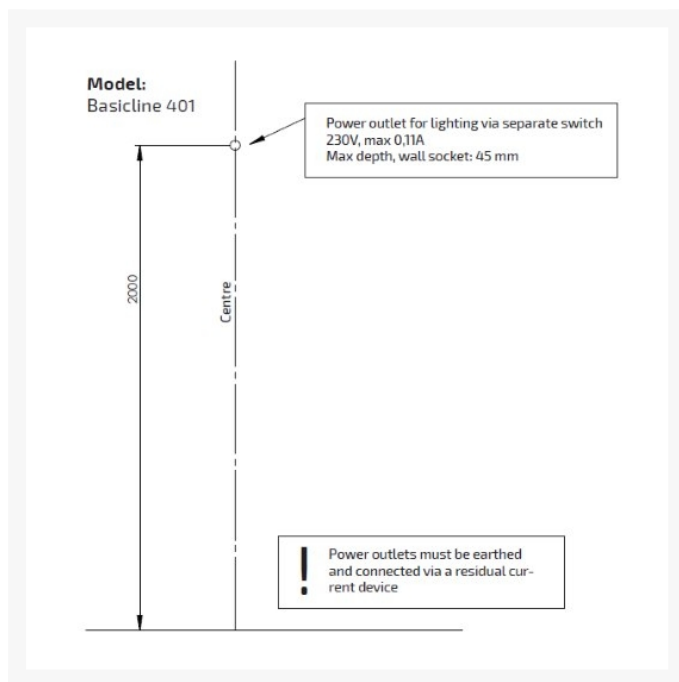 Model:
Basicline 401
Power outlet for lighting via separate switch
230V, max 0,11A
Max depth, wall socket: 45 mm
2000
Centre
! Power outlets must be earthed
and connected via a residual cur-
rent device